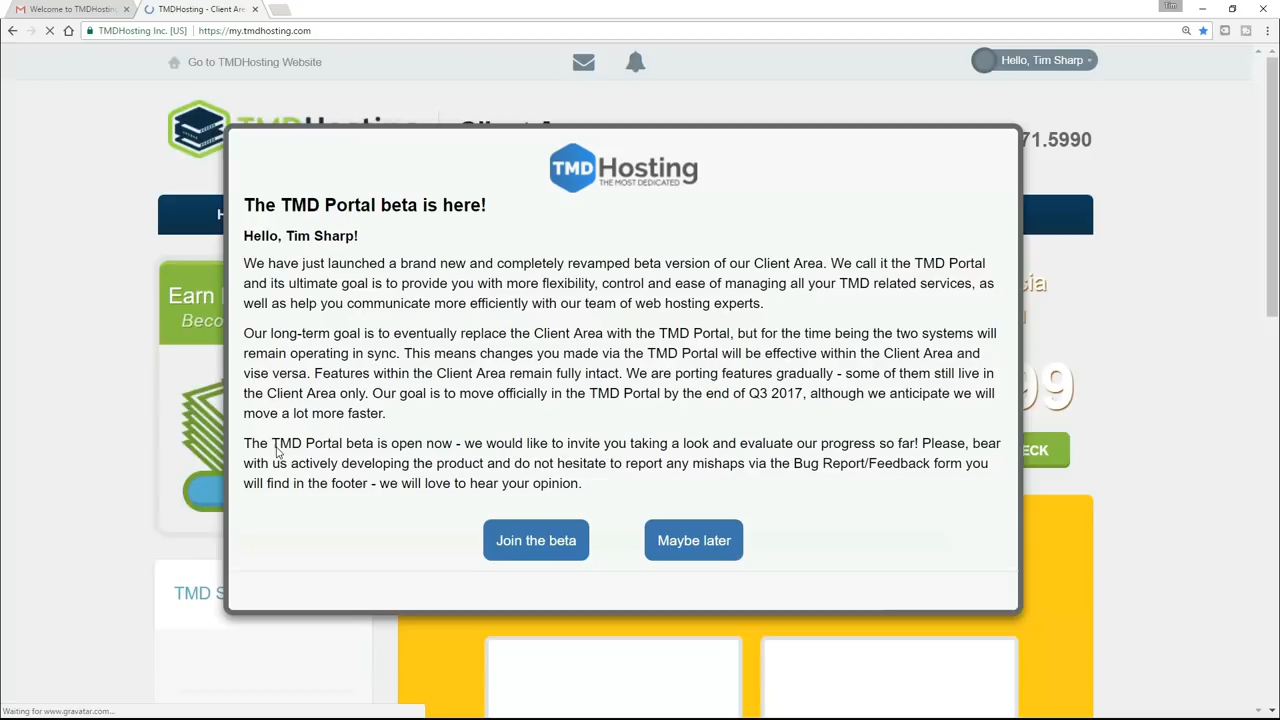 Welcome to TMDHosting
TMDHosting - Client Area
Tim
TMDHosting Inc. [US]
https://my.tmdhosting.com
Go to TMDHosting Website
Hello, Tim Sharp
71.5990
TMD Hosting
THE MOST DEDICATED
The TMD Portal beta is here!
Hello, Tim Sharp!
We have just launched a brand new and completely revamped beta version of our Client Area. We call it the TMD Portal
and its ultimate goal is to provide you with more flexibility, control and ease of managing all your TMD related services, as
well as help you communicate more efficiently with our team of web hosting experts.
Our long-term goal is to eventually replace the Client Area with the TMD Portal, but for the time being the two systems will
remain operating in sync. This means changes you made via the TMD Portal will be effective within the Client Area and
vise versa. Features within the Client Area remain fully intact. We are porting features gradually - some of them still live in
the Client Area only. Our goal is to move officially in the TMD Portal by the end of Q3 2017, although we anticipate we will
move a lot more faster.
The TMD Portal beta is open now - we would like to invite you taking a look and evaluate our progress so far! Please, bear
with us actively developing the product and do not hesitate to report any mishaps via the Bug Report/Feedback form you
will find in the footer - we will love to hear your opinion.
Join the beta
Maybe later
Earn
Beco
sia
99
ECK
TMD S
Waiting for www.gravatar.com...